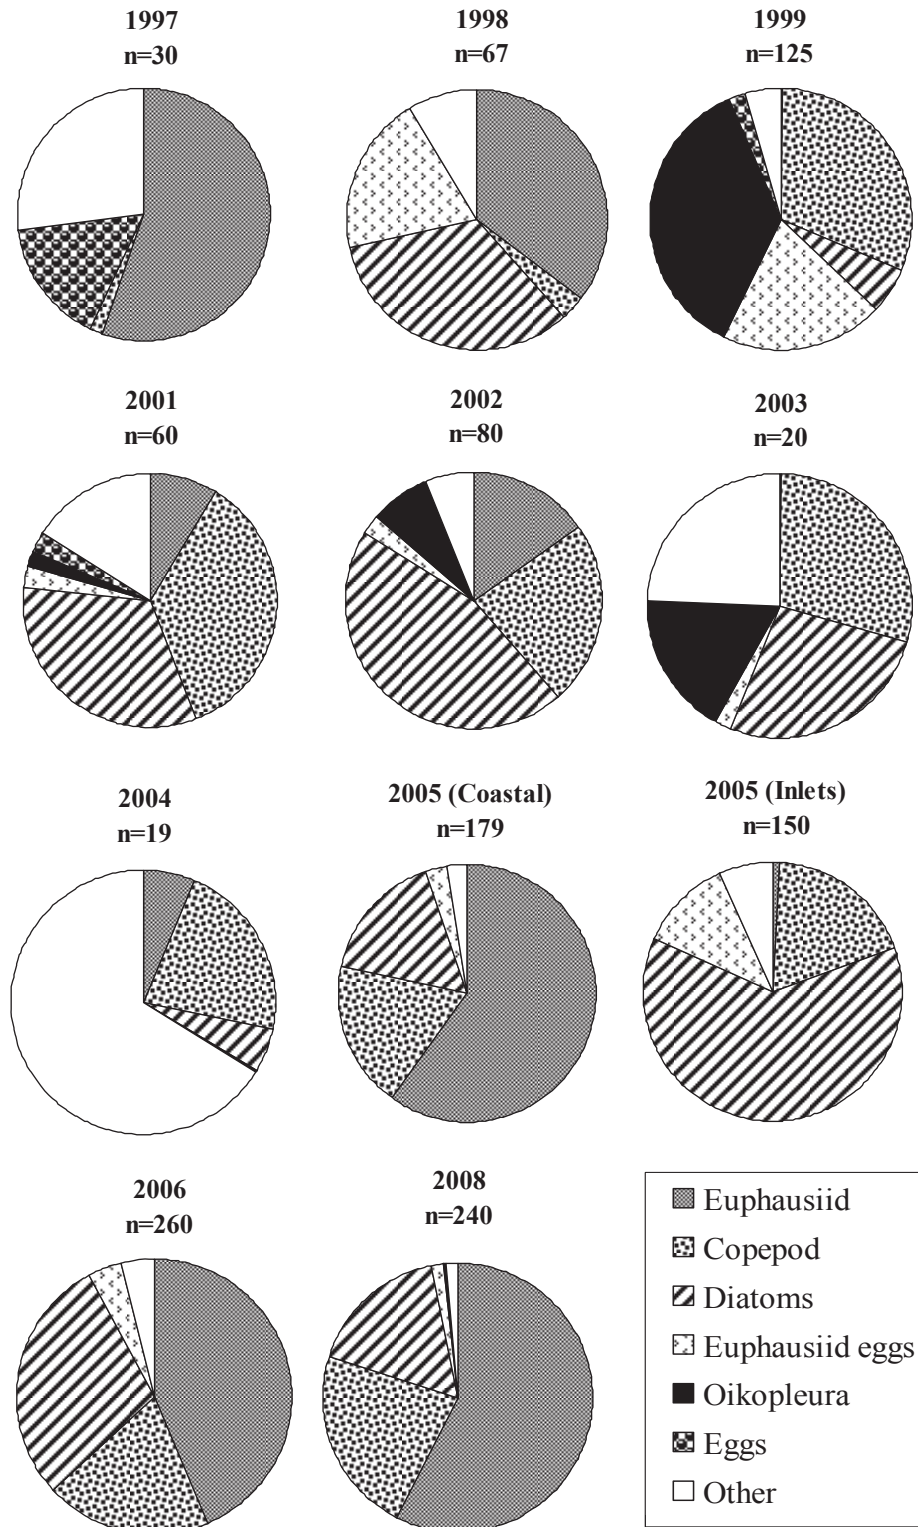 1997
n=30
1998
n=67
1999
n=125
2001
n=60
2002
n=80
2003
n=20
2004
n=19
2005 (Coastal)
n=179
2005 (Inlets)
n=150
2006
n=260
2008
n=240
Euphausiid
Copepod
Diatoms
Euphausiid eggs
Oikopleura
Eggs
Other